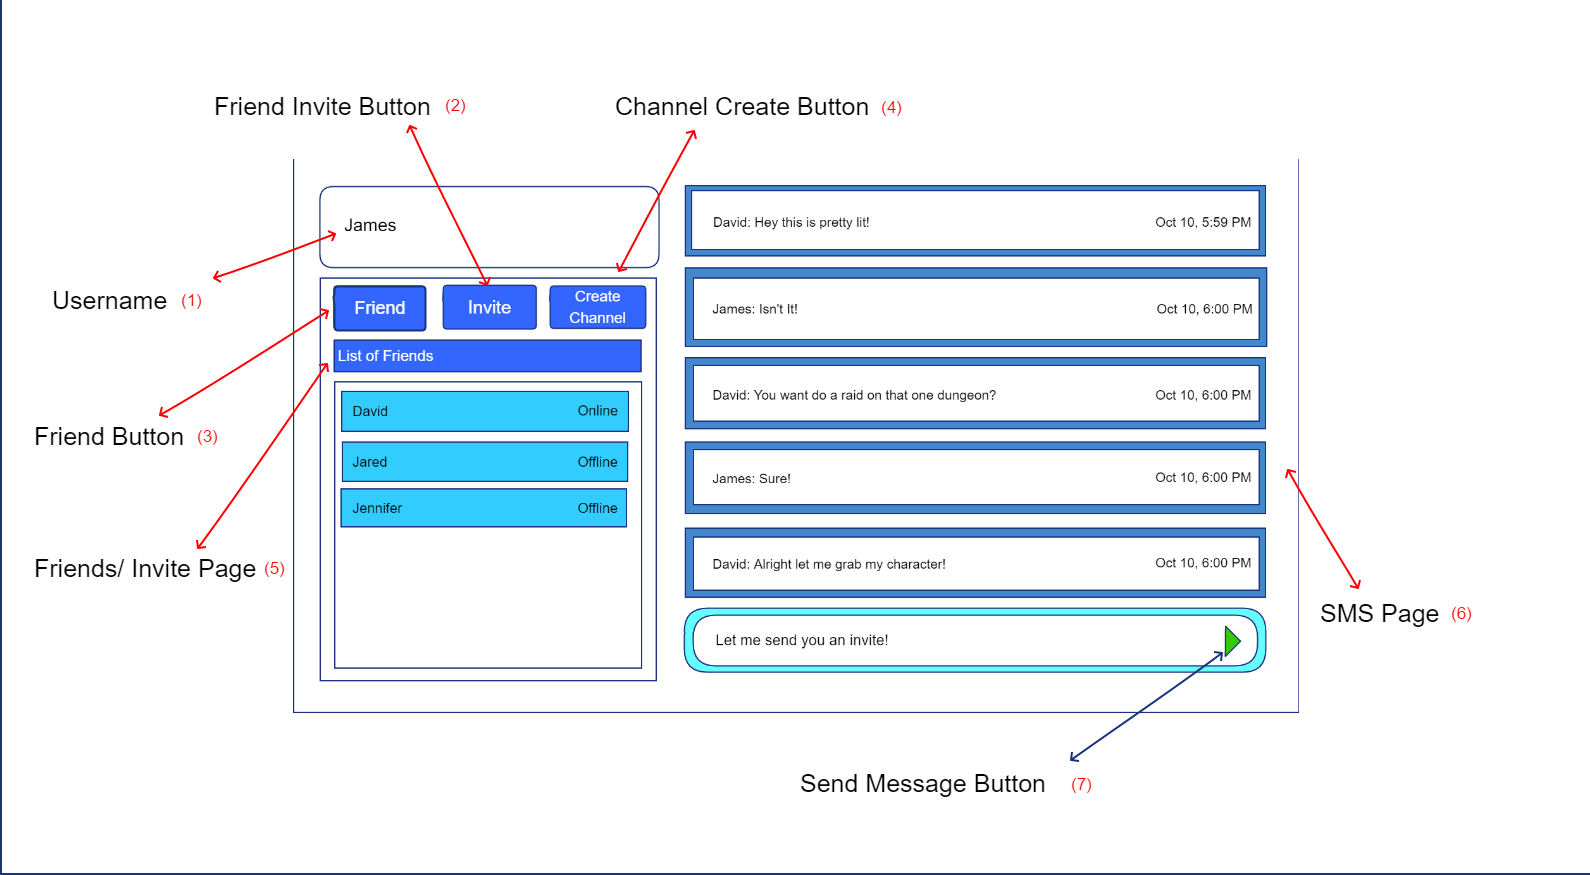 Friend Invite Button (2)
Channel Create Button (4)
James
Username (1)
Friend
Invite
Create
Channel
List of Friends
David Online
Jared Offline
Jennifer Offline
Friend Button (3)
Friends/ Invite Page (5)
David: Hey this is pretty lit! Oct 10, 5:59 PM
James: Isn't It! Oct 10, 6:00 PM
David: You want do a raid on that one dungeon? Oct 10, 6:00 PM
James: Sure! Oct 10, 6:00 PM
David: Alright let me grab my character! Oct 10, 6:00 PM
Let me send you an invite!
SMS Page (6)
Send Message Button (7)